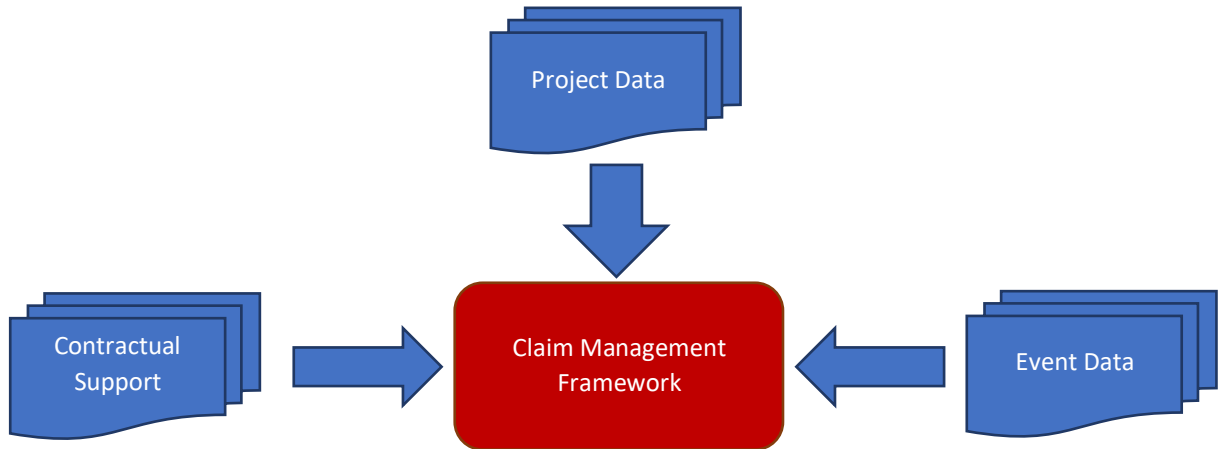 Project Data
Contractual
Support
Claim Management
Framework
Event Data